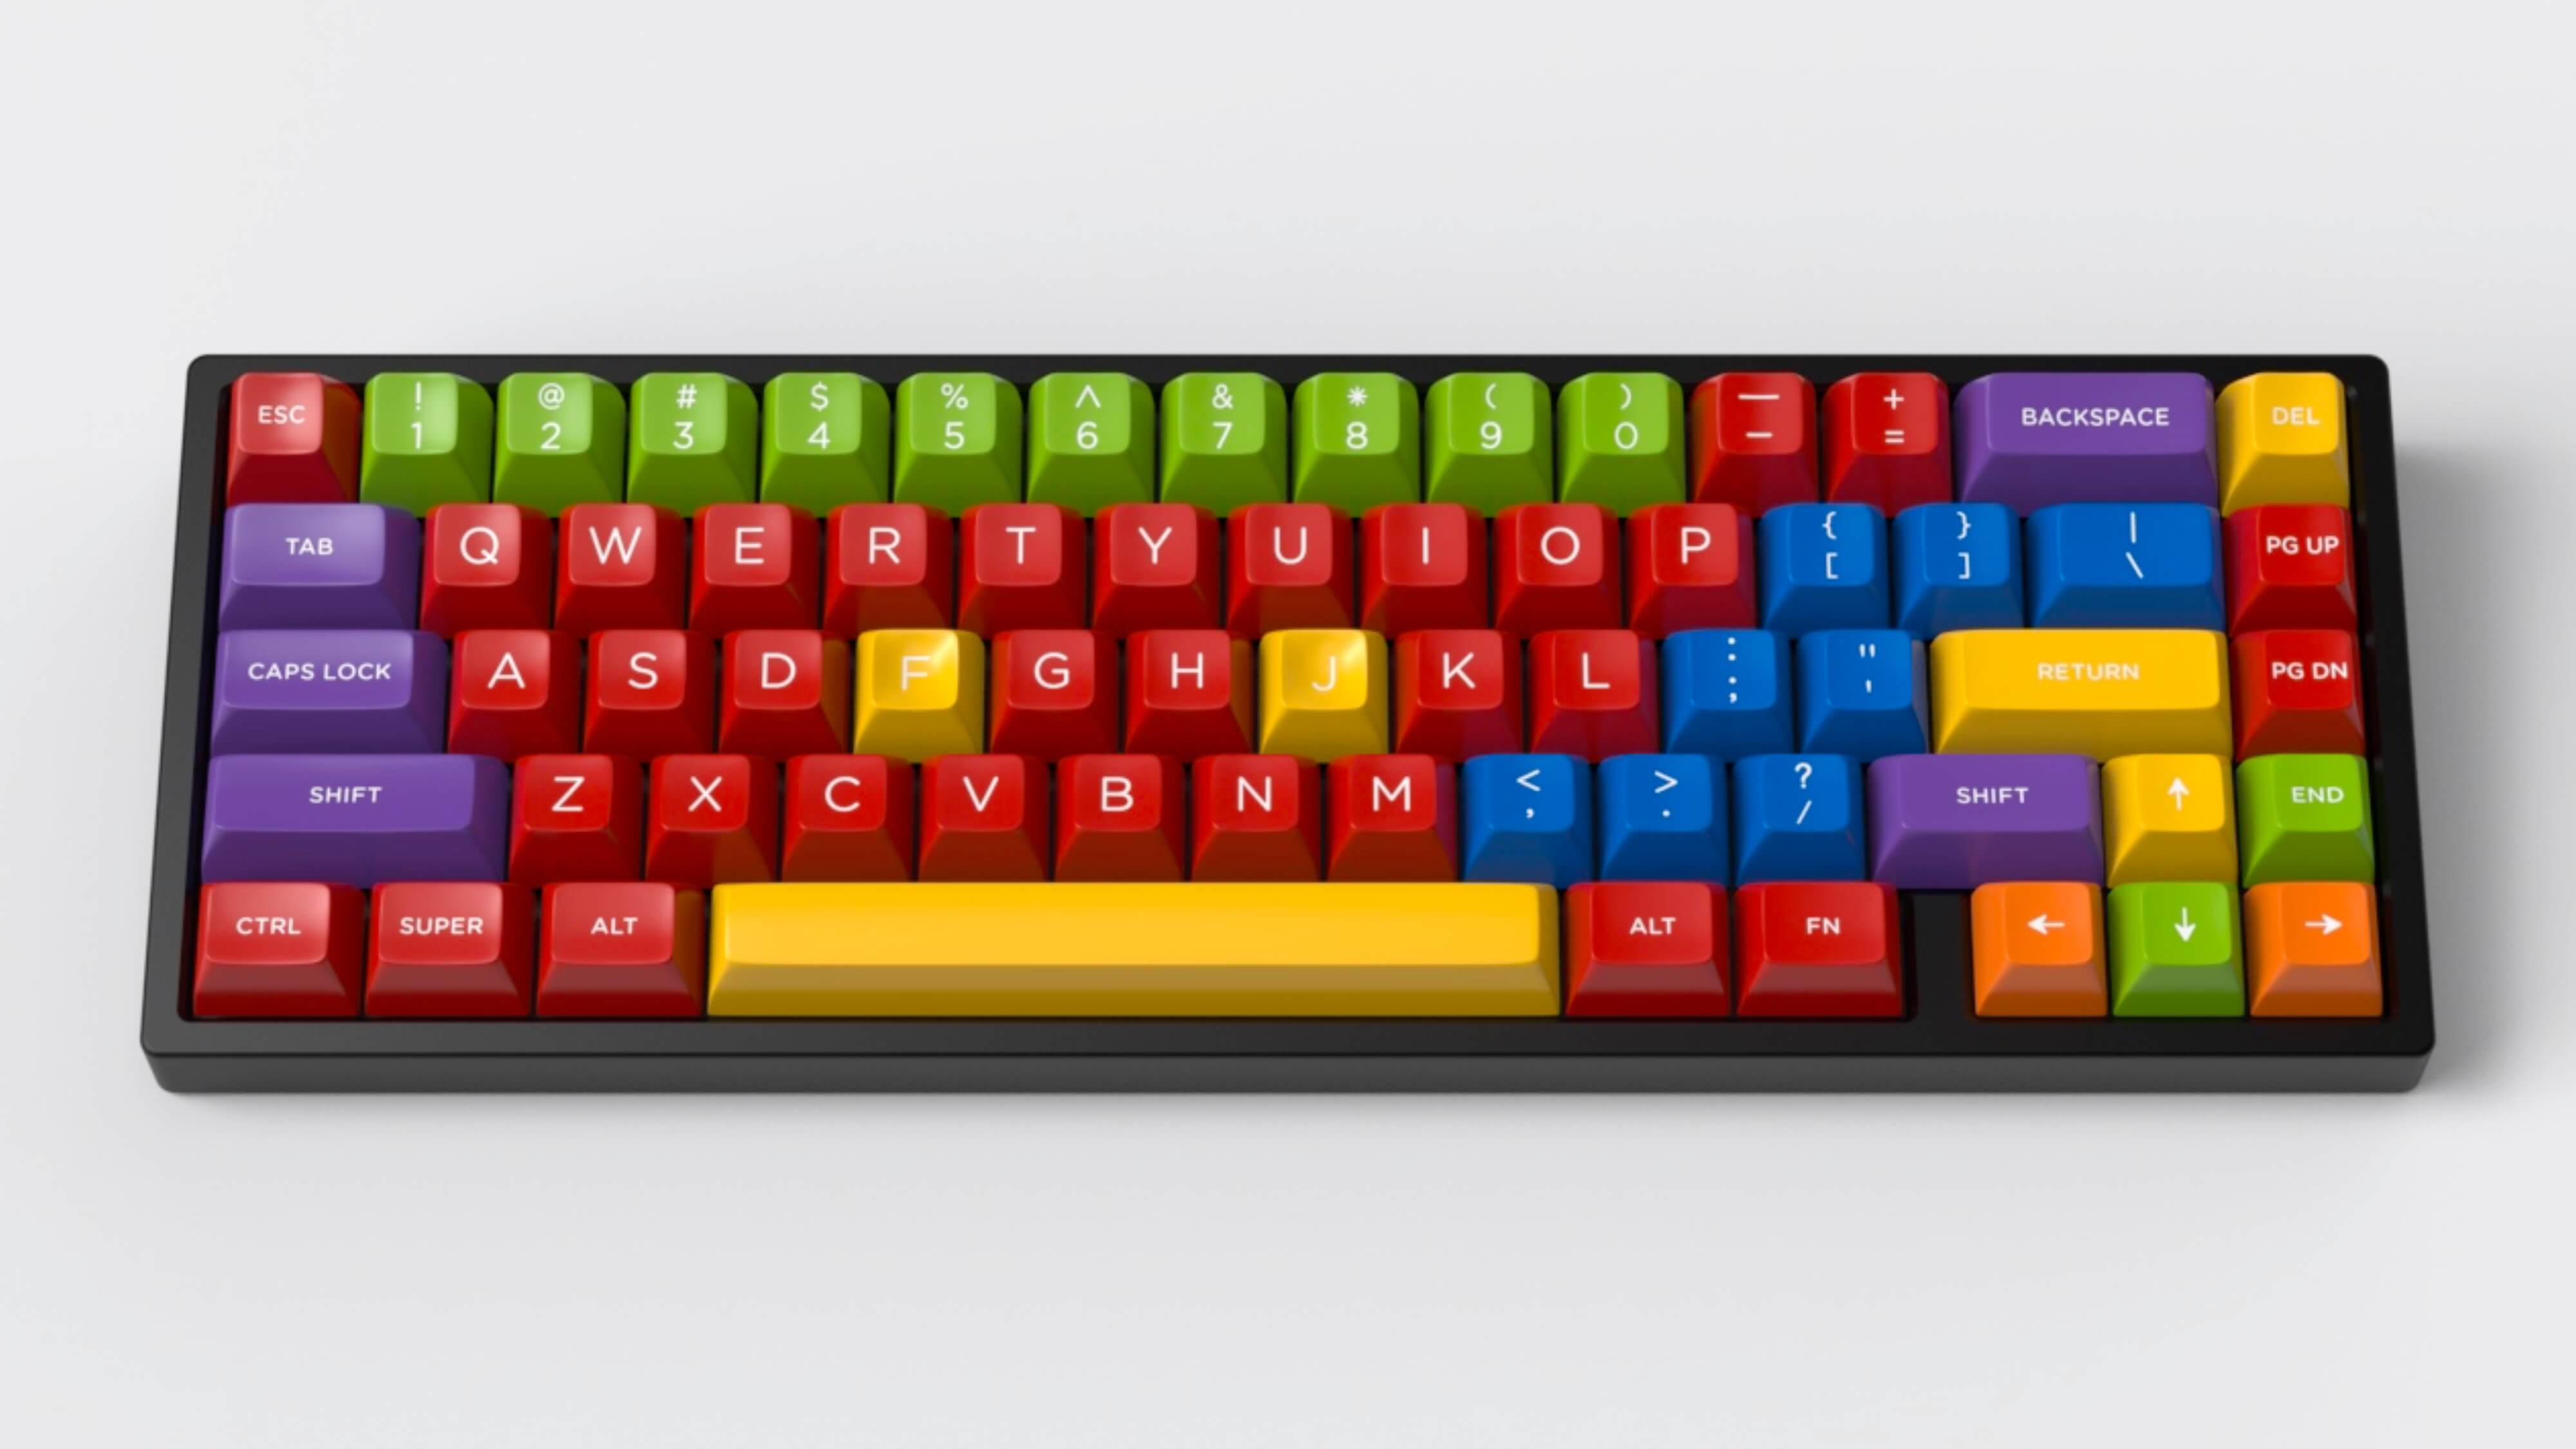 ESC ! 1 @ 2 # 3 $ 4 % 5 ^ 6 & 7 * 8 ( 9 ) 0 — - + = BACKSPACE DEL
TAB Q W E R T Y U I O P { [ } ] | \ PG UP
CAPS LOCK A S D F G H J K L : ; " ' RETURN PG DN
SHIFT Z X C V B N M < , > . ? / SHIFT ↑ END
CTRL SUPER ALT ALT FN ← ↓ →